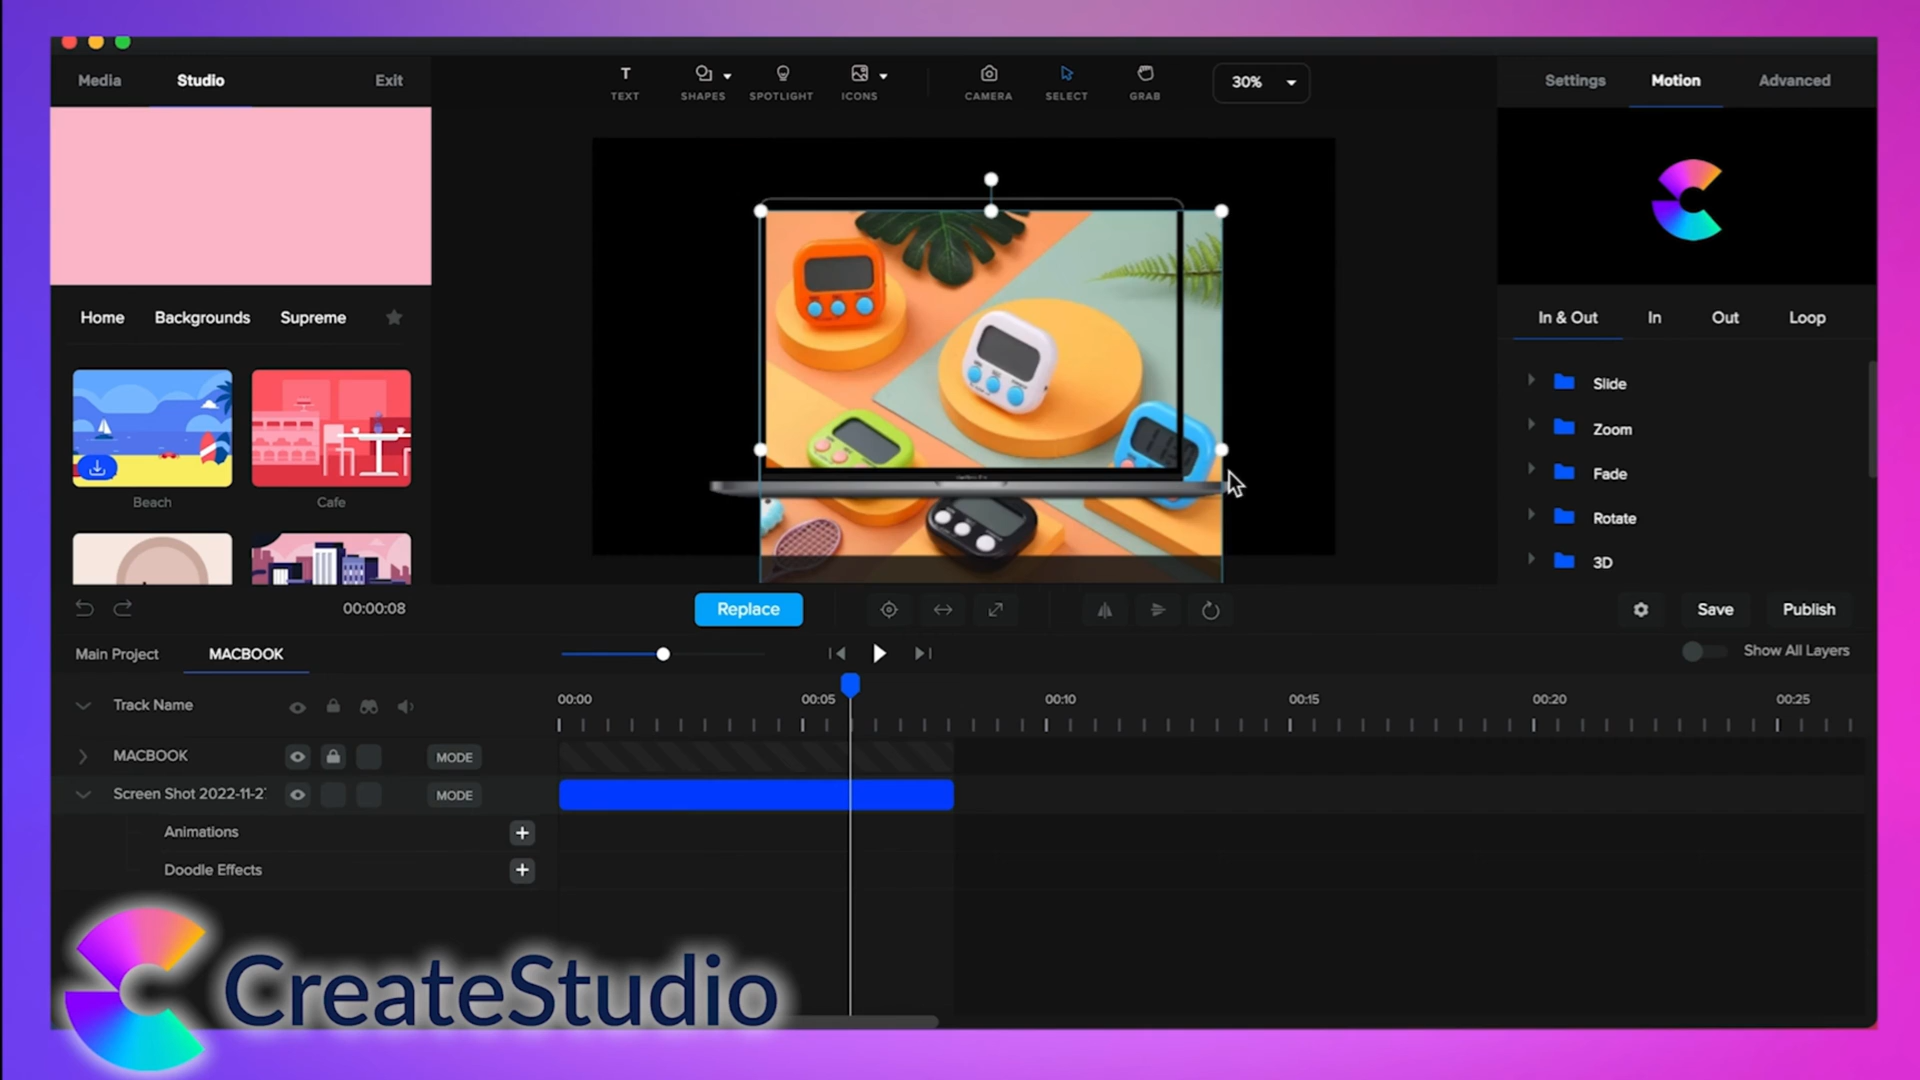 Media Studio Exit
TEXT SHAPES SPOTLIGHT ICONS CAMERA SELECT GRAB 30%
Settings Motion Advanced
Home Backgrounds Supreme
In & Out In Out Loop
Slide
Zoom
Fade
Rotate
3D
Beach Cafe
00:00:08
Replace
Save Publish
Main Project MACBOOK
Show All Layers
Track Name
00:00 00:05 00:10 00:15 00:20 00:25
MACBOOK MODE
Screen Shot 2022-11-2 MODE
Animations
Doodle Effects
CreateStudio